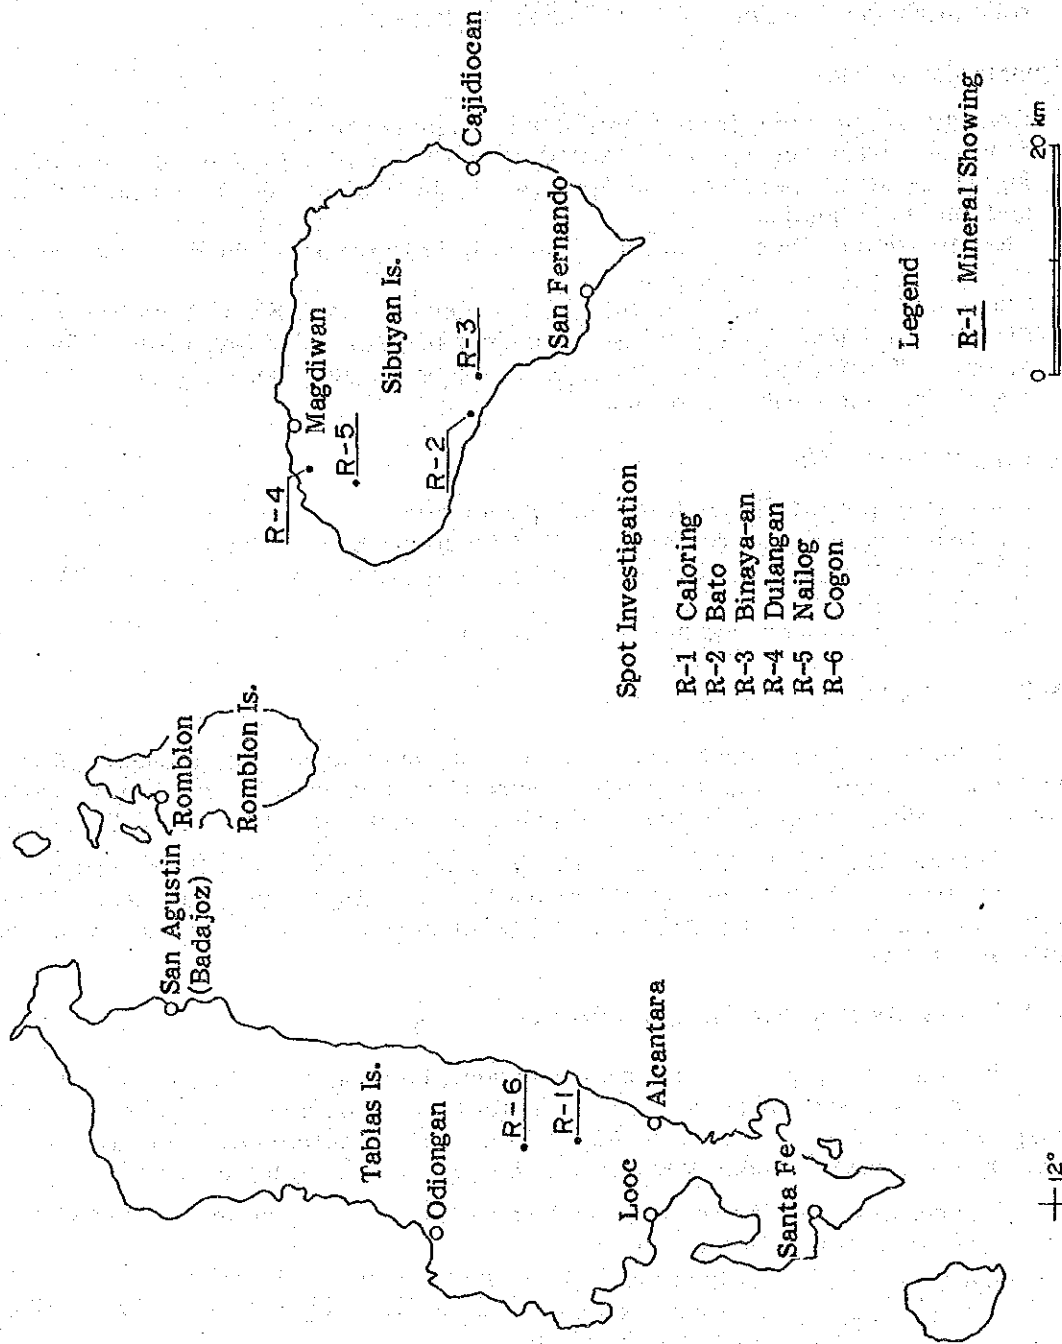 San Agustin
(Badajoz)
Romblon
Romblon Is.
Tablas Is.
Odiongan
R-6
R-1
Looc
Alcantara
Santa Fe
12°
R-4
Magdiwan
R-5
Sibuyan Is.
Cajidiocan
R-2
R-3
San Fernando
Spot Investigation
R-1 Caloring
R-2 Bato
R-3 Binaya-an
R-4 Dulangan
R-5 Nailog
R-6 Cogon
Legend
R-1 Mineral Showing
0 20 km